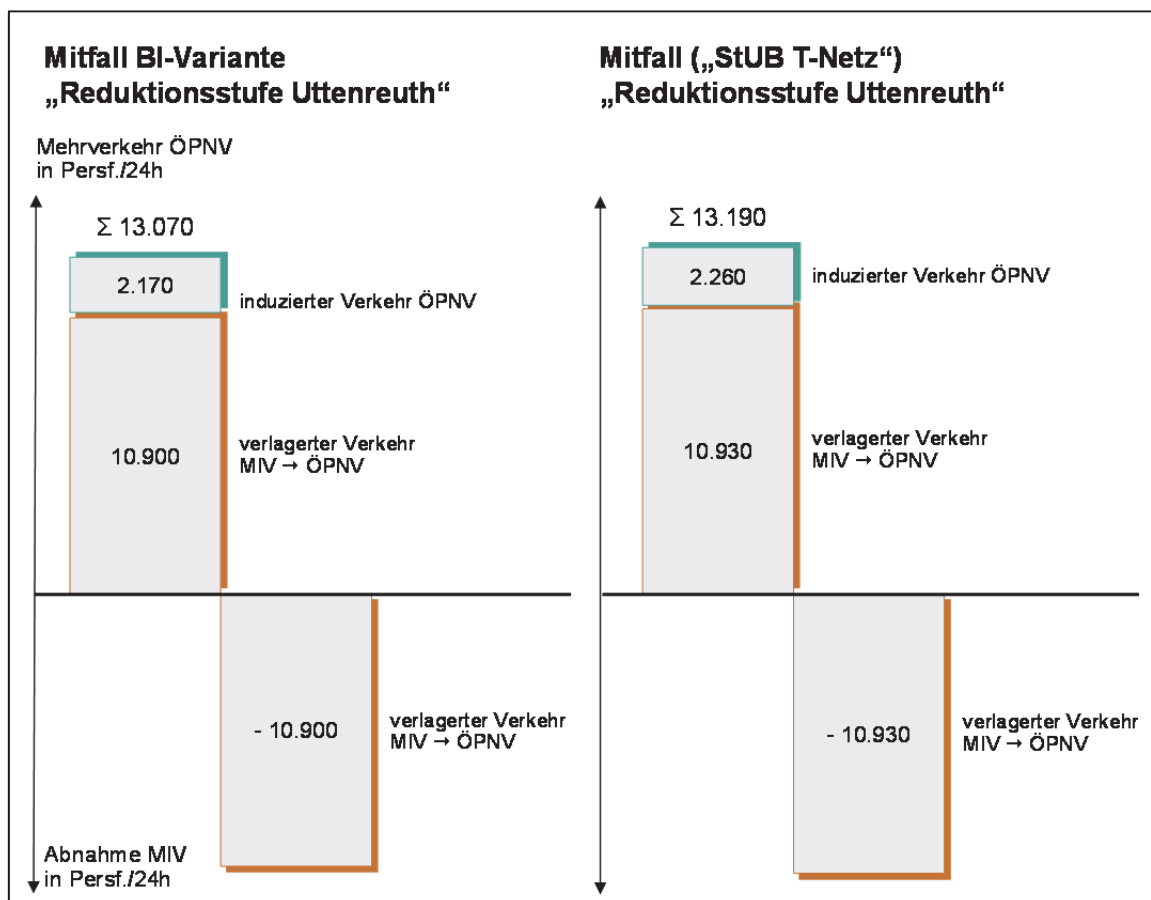 Mitfall BI-Variante
„Reduktionsstufe Uttenreuth“
Mehrverkehr ÖPNV
in Persf./24h
Σ 13.070
2.170
induzierter Verkehr ÖPNV
10.900
verlagerter Verkehr
MIV → ÖPNV
- 10.900
verlagerter Verkehr
MIV → ÖPNV
Abnahme MIV
in Persf./24h
Mitfall („StUB T-Netz“)
„Reduktionsstufe Uttenreuth“
Σ 13.190
2.260
induzierter Verkehr ÖPNV
10.930
verlagerter Verkehr
MIV → ÖPNV
- 10.930
verlagerter Verkehr
MIV → ÖPNV